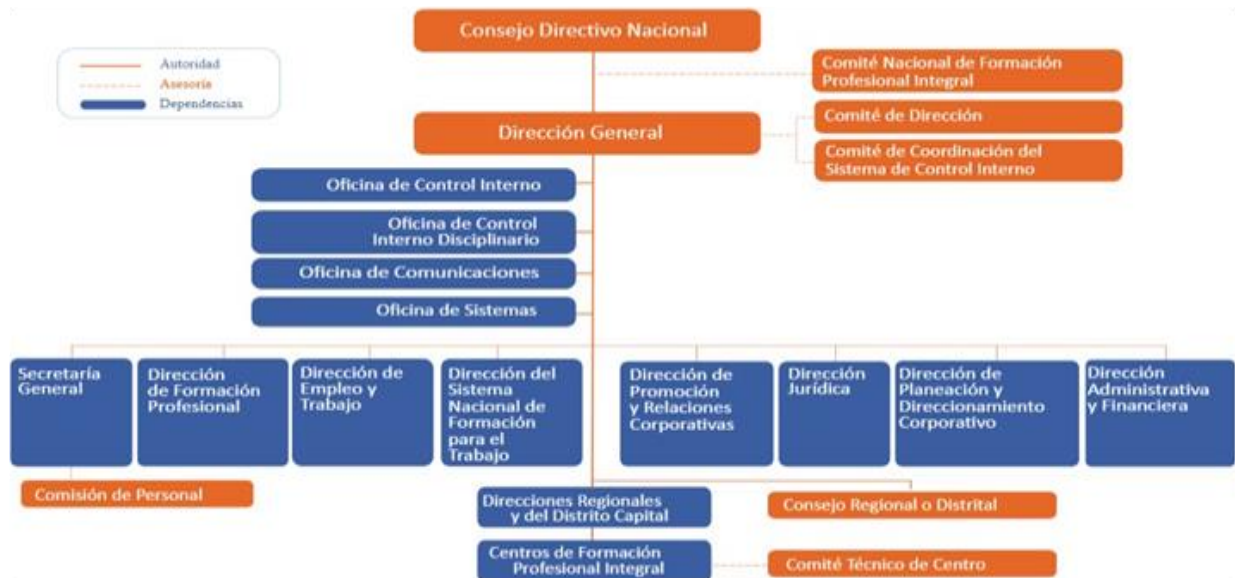 Consejo Directivo Nacional
Autoridad
Asesoría
Dependencias
Comité Nacional de Formación
Profesional Integral
Dirección General
Comité de Dirección
Comité de Coordinación del
Sistema de Control Interno
Oficina de Control Interno
Oficina de Control
Interno Disciplinario
Oficina de Comunicaciones
Oficina de Sistemas
Secretaría
General
Dirección
de Formación
Profesional
Dirección de
Empleo y
Trabajo
Dirección del
Sistema
Nacional de
Formación
para el
Trabajo
Dirección de
Promoción
y Relaciones
Corporativas
Dirección
Jurídica
Dirección de
Planeación y
Direccionamiento
Corporativo
Dirección
Administrativa
y Financiera
Comisión de Personal
Direcciones Regionales
y del Distrito Capital
Consejo Regional o Distrital
Centros de Formación
Profesional Integral
Comité Técnico de Centro